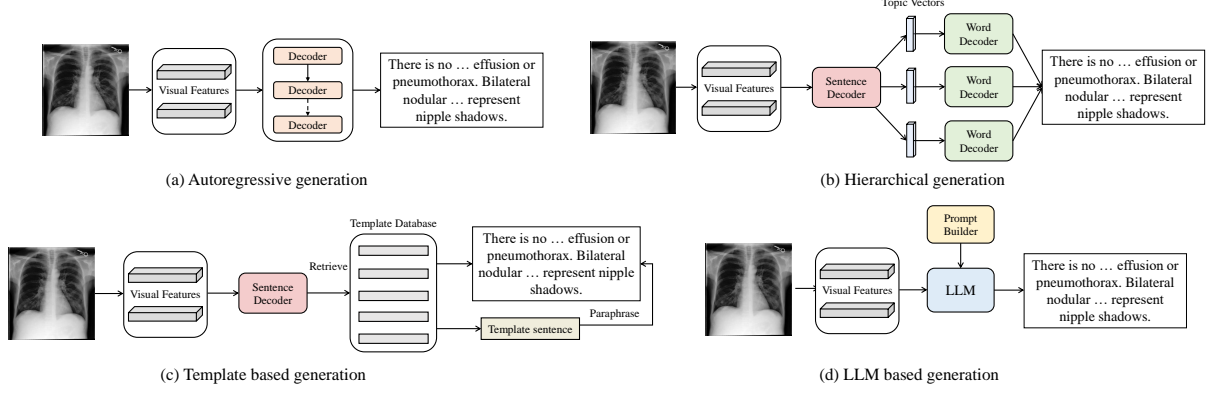 Decoder
Decoder
Decoder
Visual Features
There is no … effusion or
pneumothorax. Bilateral
nodular … represent
nipple shadows.
(a) Autoregressive generation
Topic Vectors
Visual Features
Sentence
Decoder
Word
Decoder
Word
Decoder
Word
Decoder
There is no … effusion or
pneumothorax. Bilateral
nodular … represent
nipple shadows.
(b) Hierarchical generation
Template Database
Visual Features
Sentence
Decoder
Retrieve
There is no … effusion or
pneumothorax. Bilateral
nodular … represent nipple
shadows.
Paraphrase
Template sentence
(c) Template based generation
Prompt
Builder
Visual Features
LLM
There is no … effusion or
pneumothorax. Bilateral
nodular … represent
nipple shadows.
(d) LLM based generation